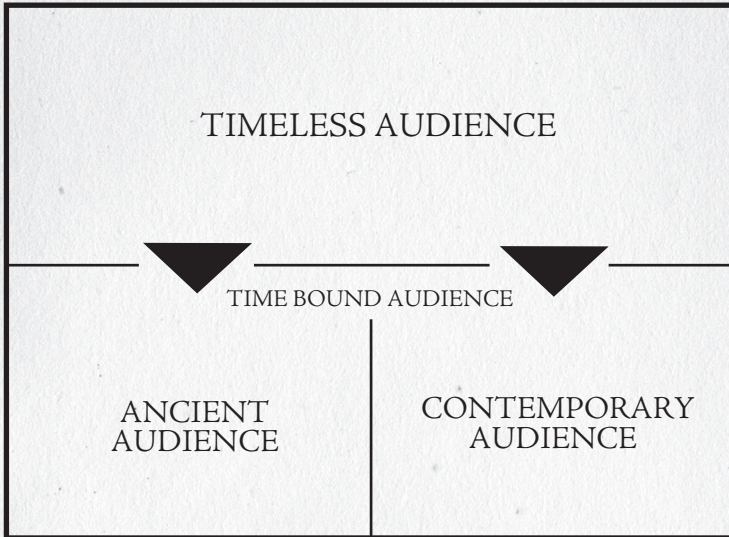 TIMELESS AUDIENCE
TIME BOUND AUDIENCE
ANCIENT
AUDIENCE
CONTEMPORARY
AUDIENCE